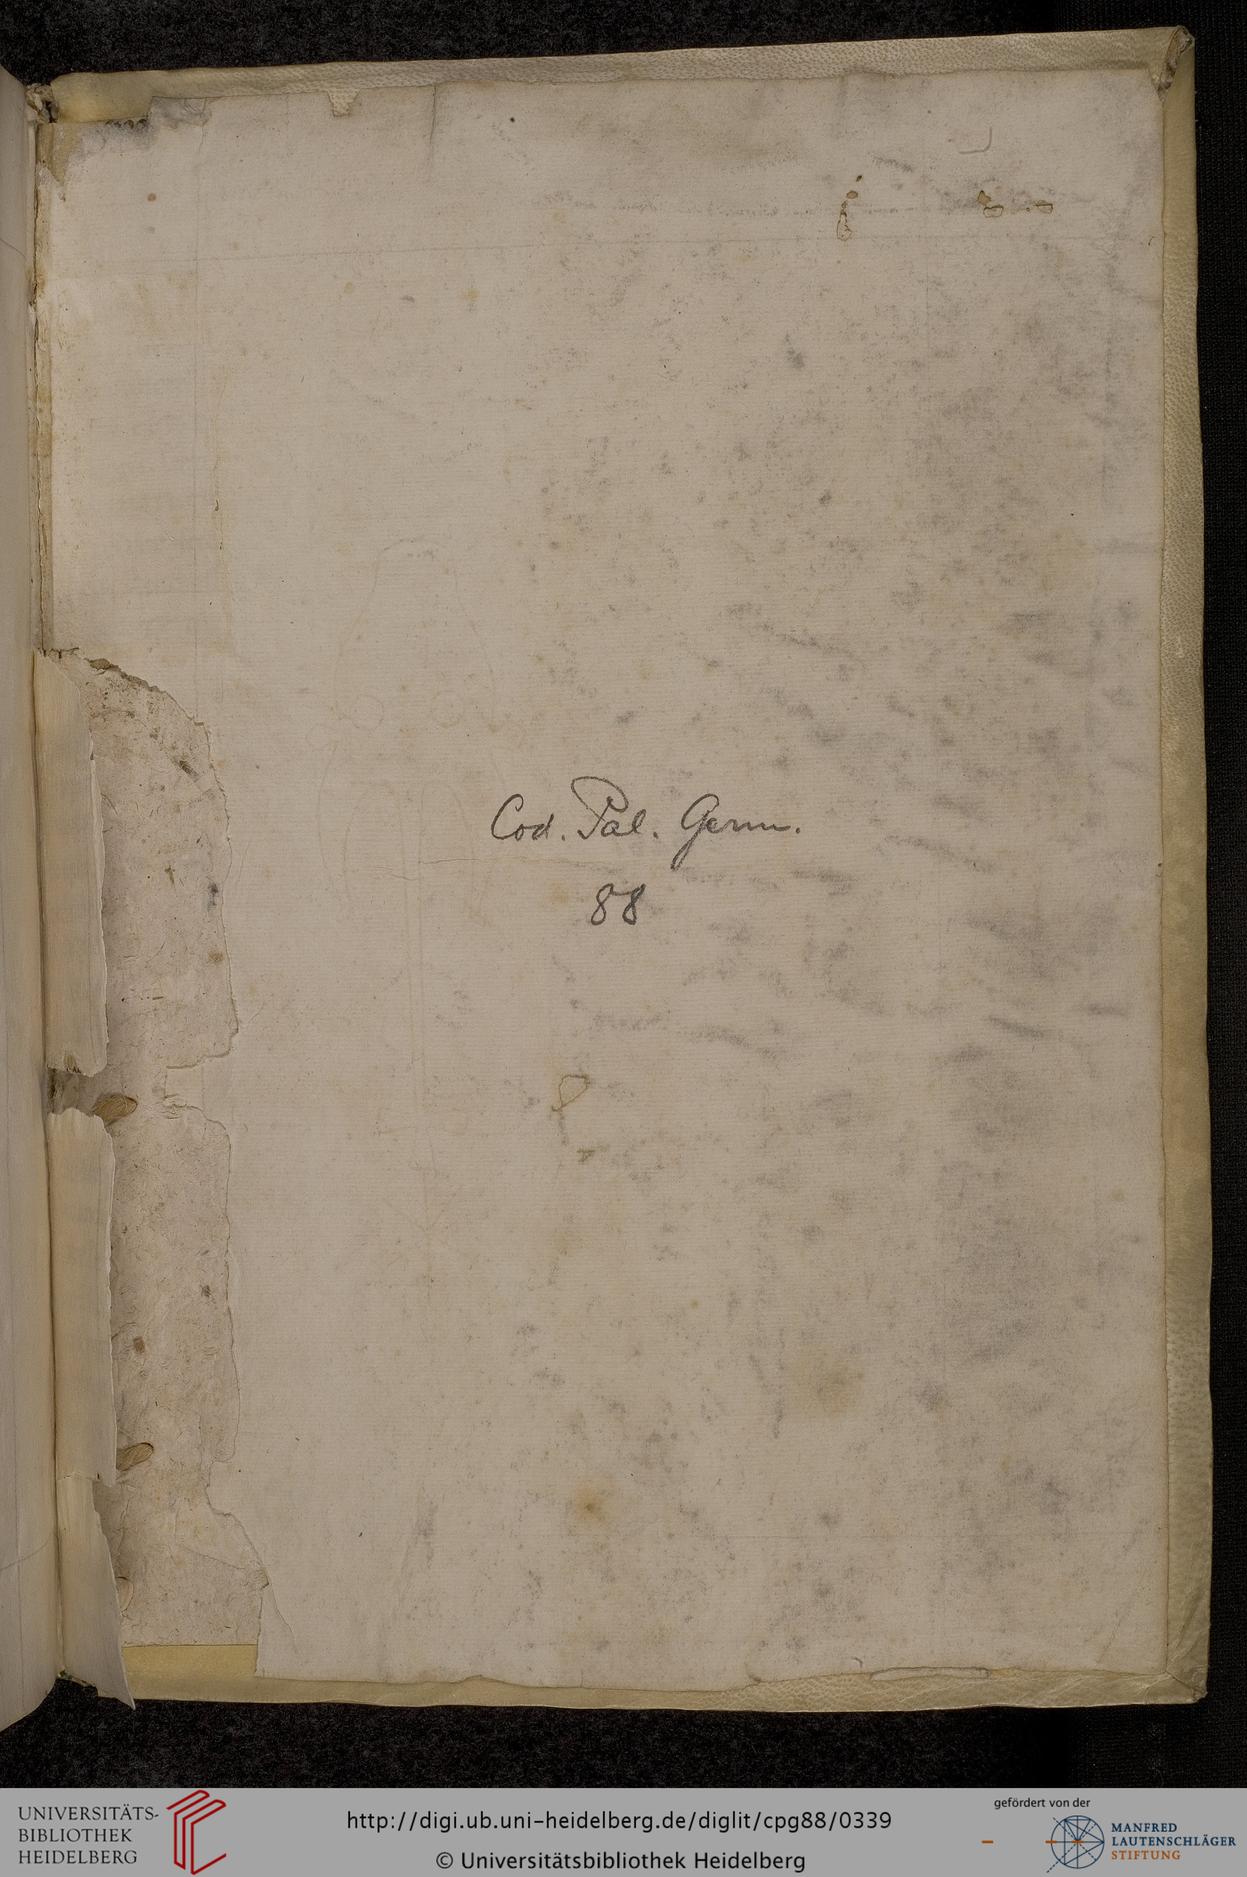 Cod. Pal. Germ.
88
UNIVERSITÄTS-
BIBLIOTHEK
HEIDELBERG
http://digi.ub.uni-heidelberg.de/diglit/cpg88/0339
© Universitätsbibliothek Heidelberg
gefördert von der
MANFRED
LAUTENSCHLÄGER
STIFTUNG